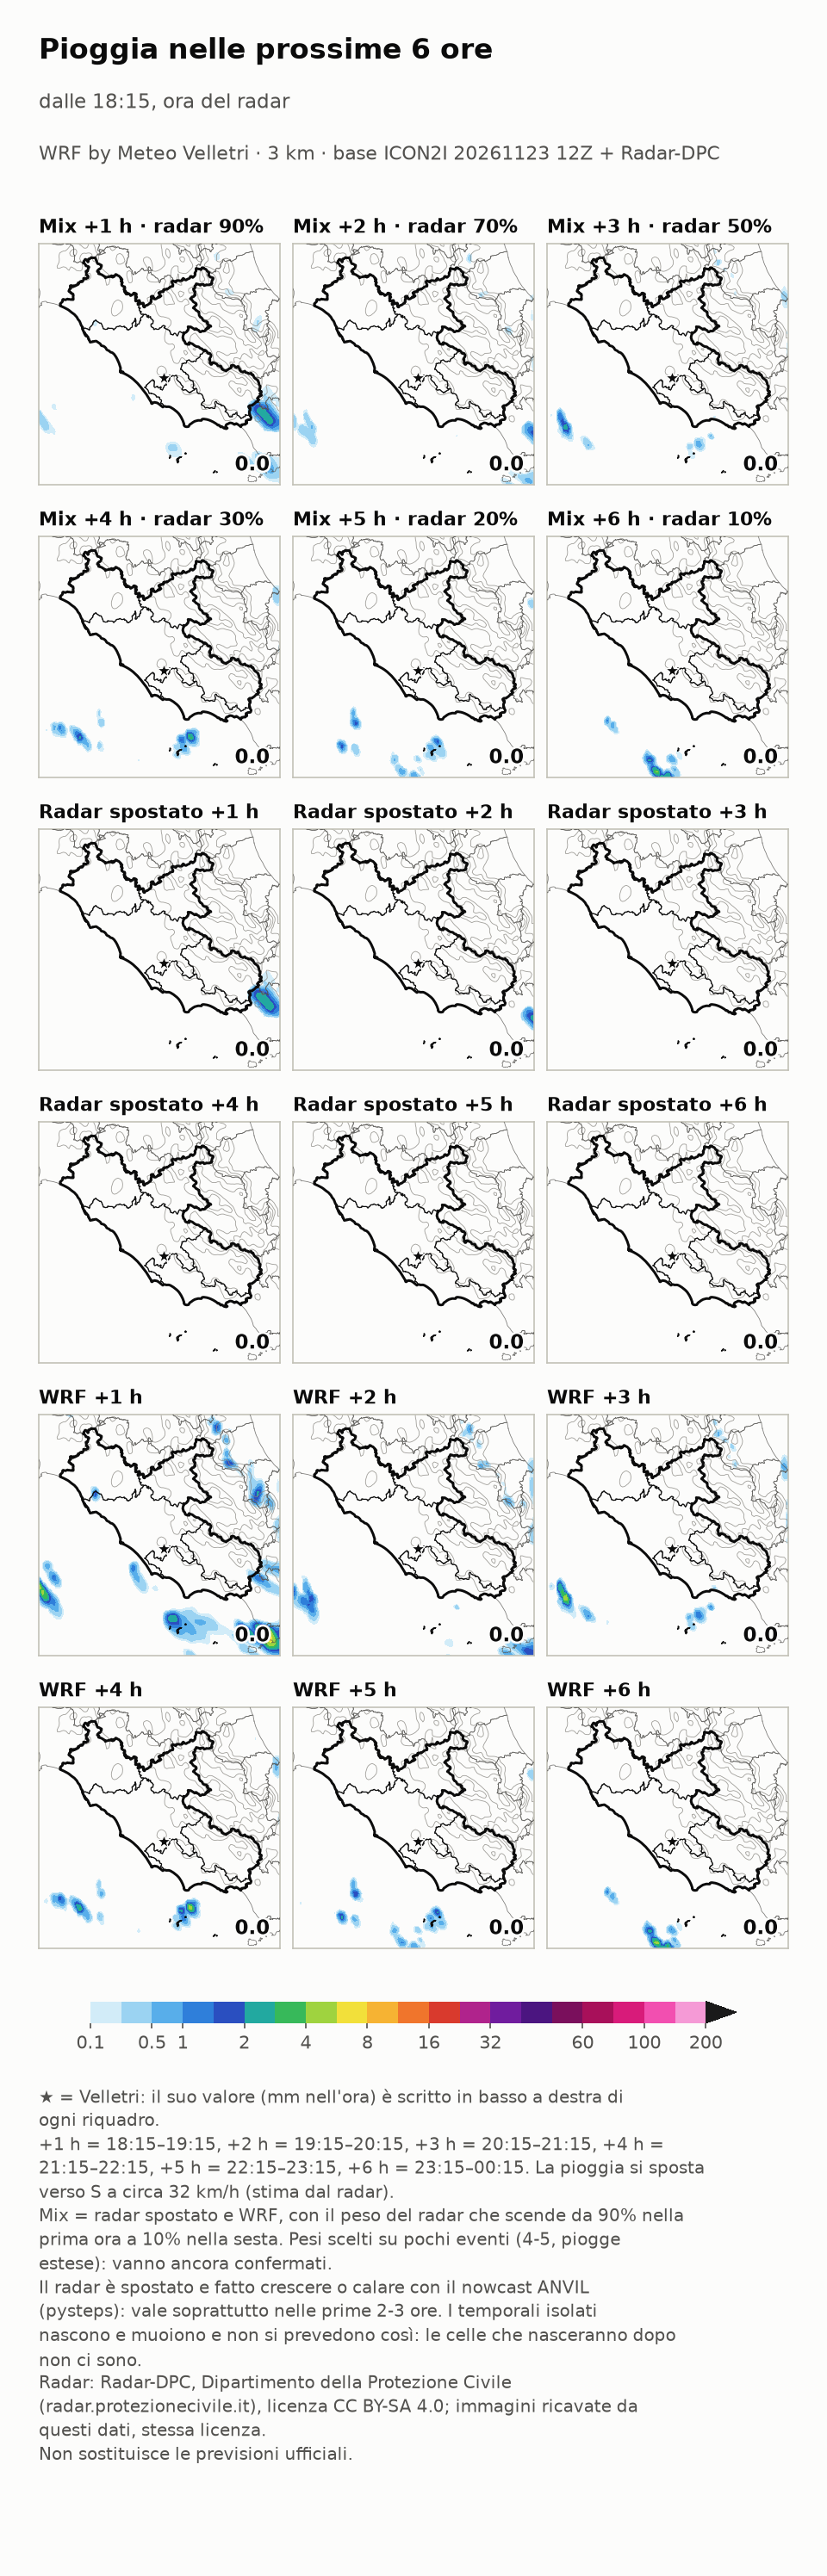 Pioggia nelle prossime 6 ore
dalle 18:15, ora del radar
WRF by Meteo Velletri · 3 km · base ICON2I 20261123 12Z + Radar-DPC
Mix +1 h · radar 90%
Mix +2 h · radar 70%
Mix +3 h · radar 50%
0.0
0.0
0.0
Mix +4 h · radar 30%
Mix +5 h · radar 20%
Mix +6 h · radar 10%
0.0
0.0
0.0
Radar spostato +1 h
Radar spostato +2 h
Radar spostato +3 h
0.0
0.0
0.0
Radar spostato +4 h
Radar spostato +5 h
Radar spostato +6 h
0.0
0.0
0.0
WRF +1 h
WRF +2 h
WRF +3 h
0.0
0.0
0.0
WRF +4 h
WRF +5 h
WRF +6 h
0.0
0.0
0.0
0.1 0.5 1 2 4 8 16 32 60 100 200
★ = Velletri: il suo valore (mm nell'ora) è scritto in basso a destra di
ogni riquadro.
+1 h = 18:15–19:15, +2 h = 19:15–20:15, +3 h = 20:15–21:15, +4 h =
21:15–22:15, +5 h = 22:15–23:15, +6 h = 23:15–00:15. La pioggia si sposta
verso S a circa 32 km/h (stima dal radar).
Mix = radar spostato e WRF, con il peso del radar che scende da 90% nella
prima ora a 10% nella sesta. Pesi scelti su pochi eventi (4-5, piogge
estese): vanno ancora confermati.
Il radar è spostato e fatto crescere o calare con il nowcast ANVIL
(pysteps): vale soprattutto nelle prime 2-3 ore. I temporali isolati
nascono e muoiono e non si prevedono così: le celle che nasceranno dopo
non ci sono.
Radar: Radar-DPC, Dipartimento della Protezione Civile
(radar.protezionecivile.it), licenza CC BY-SA 4.0; immagini ricavate da
questi dati, stessa licenza.
Non sostituisce le previsioni ufficiali.